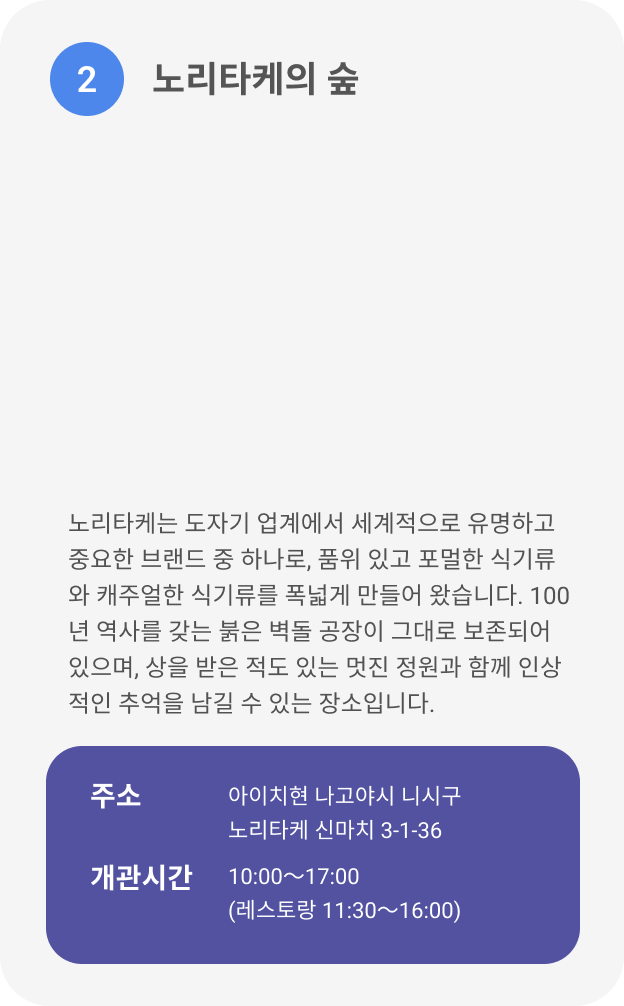 2 노리타케의 숲
노리타케는 도자기 업계에서 세계적으로 유명하고
중요한 브랜드 중 하나로, 품위 있고 포멀한 식기류
와 캐주얼한 식기류를 폭넓게 만들어 왔습니다. 100
년 역사를 갖는 붉은 벽돌 공장이 그대로 보존되어
있으며, 상을 받은 적도 있는 멋진 정원과 함께 인상
적인 추억을 남길 수 있는 장소입니다.
주소 아이치현 나고야시 니시구
노리타케 신마치 3-1-36
개관시간 10:00～17:00
(레스토랑 11:30～16:00)